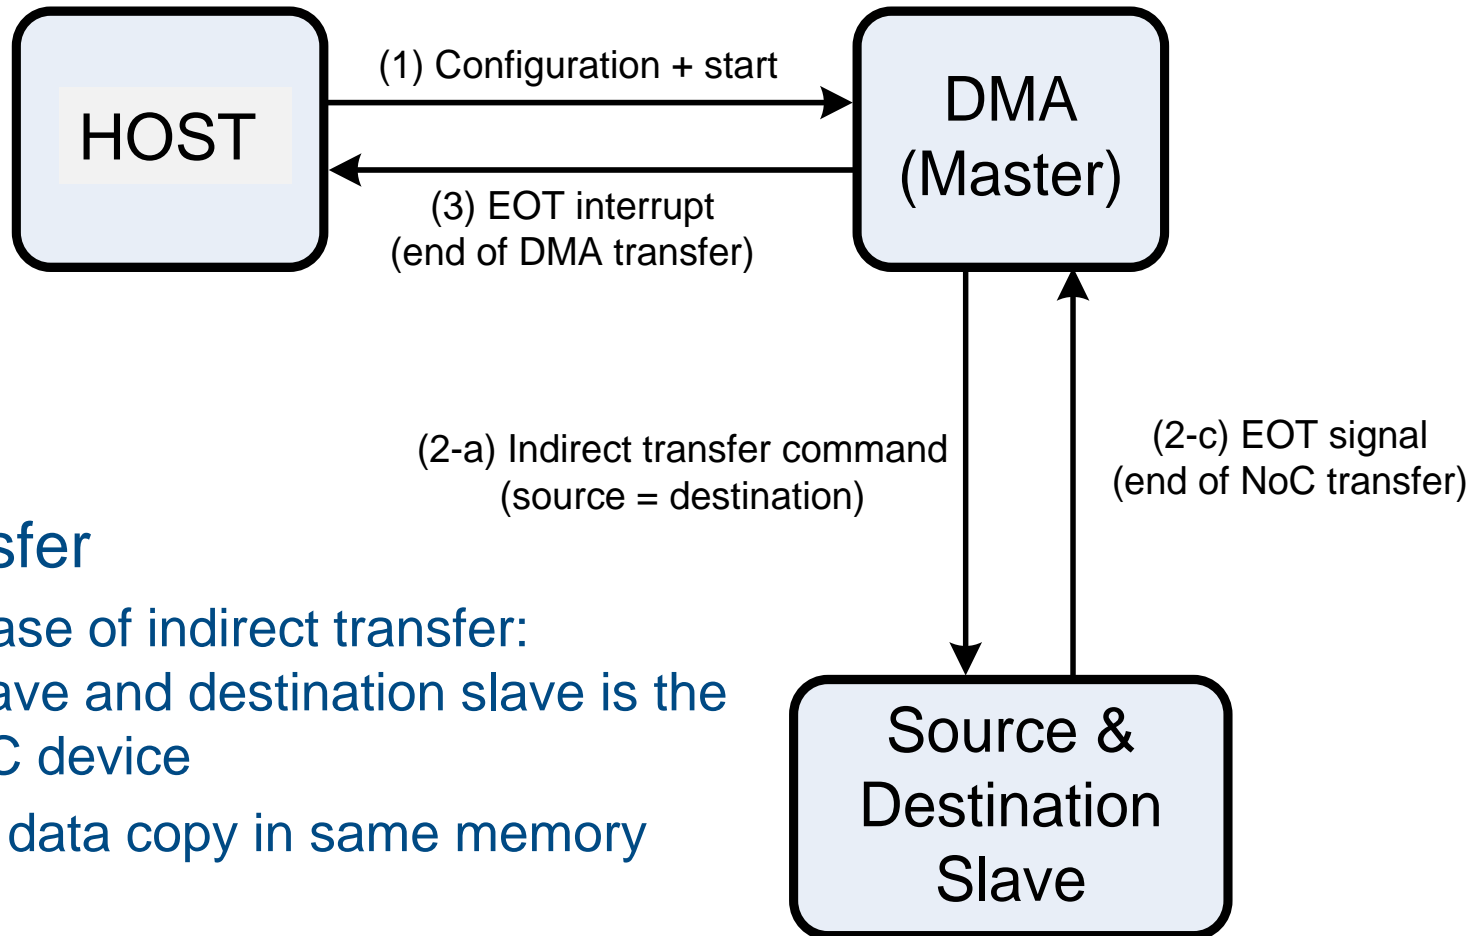 (1) Configuration + start
HOST
DMA
(Master)
(3) EOT interrupt
(end of DMA transfer)
(2-a) Indirect transfer command
(source = destination)
(2-c) EOT signal
(end of NoC transfer)
sfer
ase of indirect transfer:
ave and destination slave is the
C device
data copy in same memory
Source &
Destination
Slave